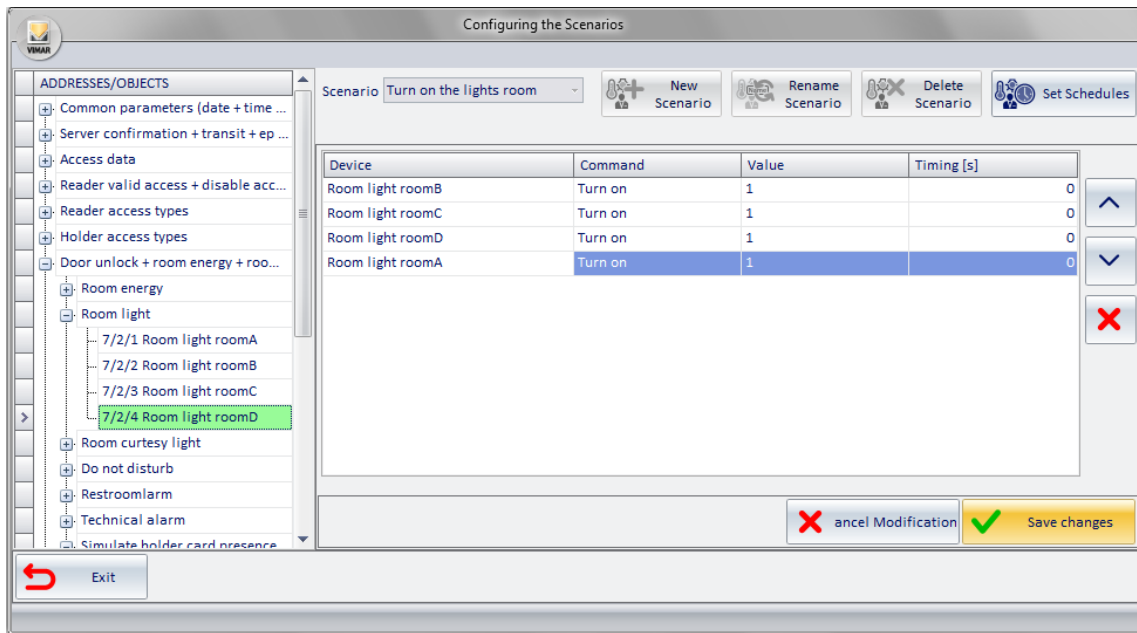 Configuring the Scenarios
VIMAR
ADDRESSES/OBJECTS
Common parameters (date + time ...
Server confirmation + transit + ep ...
Access data
Reader valid access + disable acc...
Reader access types
Holder access types
Door unlock + room energy + roo...
Room energy
Room light
7/2/1 Room light roomA
7/2/2 Room light roomB
7/2/3 Room light roomC
7/2/4 Room light roomD
Room curtesy light
Do not disturb
Restroomlarm
Technical alarm
Simulate holder card presence
Scenario Turn on the lights room
New
Scenario
Rename
Scenario
Delete
Scenario
Set Schedules
Device Command Value Timing [s]
Room light roomB Turn on 1 0
Room light roomC Turn on 1 0
Room light roomD Turn on 1 0
Room light roomA Turn on 1 0
ancel Modification
Save changes
Exit